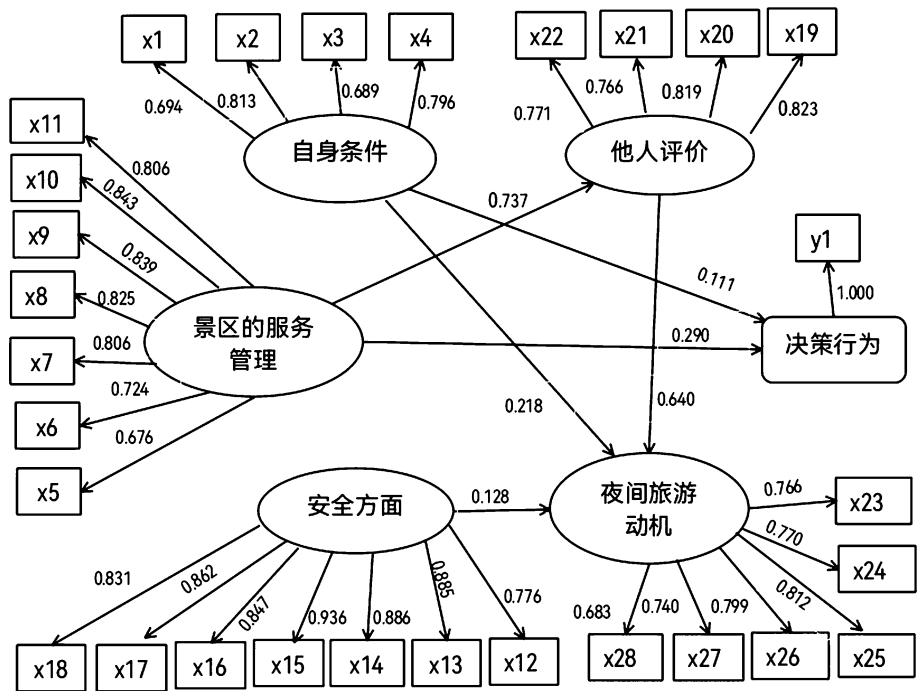 x1
x2
x3
x4
x22
x21
x20
x19
0.694
0.813
0.689
0.796
0.771
0.766
0.819
0.823
x11
x10
x9
x8
x7
x6
x5
0.806
0.843
0.839
0.825
0.806
0.724
0.676
自身条件
他人评价
0.737
y1
1.000
0.111
景区的服务
管理
0.290
决策行为
0.218
0.640
安全方面
0.128
夜间旅游
动机
0.766
x23
0.770
x24
0.831
0.862
0.847
0.936
0.886
0.885
0.776
0.683
0.740
0.799
0.812
x18
x17
x16
x15
x14
x13
x12
x28
x27
x26
x25